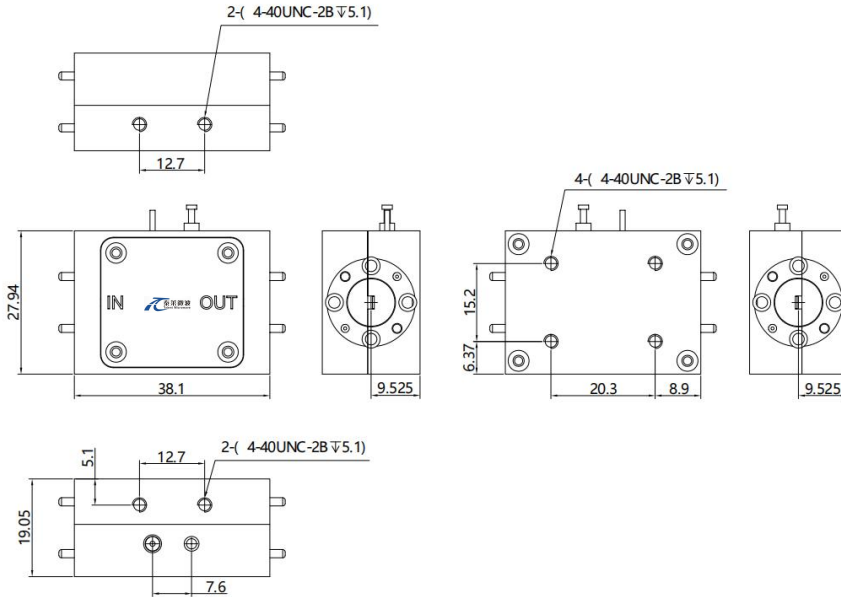 2-( 4-40UNC-2B↧5.1)
12.7
4-( 4-40UNC-2B↧5.1)
27.94
IN
OUT
38.1
9.525
15.2
6.37
20.3
8.9
9.525
5.1
12.7
2-( 4-40UNC-2B↧5.1)
19.05
7.6